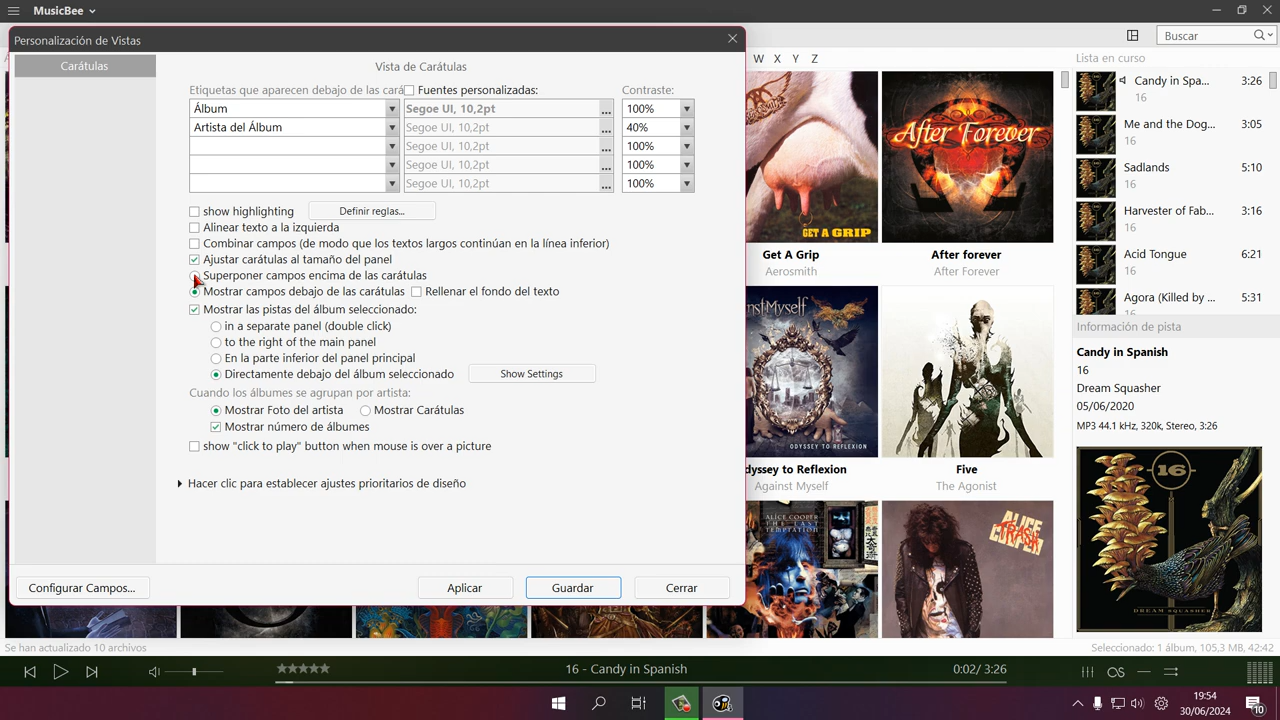 MusicBee
Personalización de Vistas
Buscar
Carátulas
Vista de Carátulas
W X Y Z
Lista en curso
Etiquetas que aparecen debajo de las cará
Fuentes personalizadas:
Contraste:
Álbum
Segoe UI, 10,2pt
...
100%
Artista del Álbum
Segoe UI, 10,2pt
...
40%
Segoe UI, 10,2pt
...
100%
Segoe UI, 10,2pt
...
100%
Segoe UI, 10,2pt
...
100%
show highlighting
Definir reglas...
Alinear texto a la izquierda
Combinar campos (de modo que los textos largos continúan en la línea inferior)
Ajustar carátulas al tamaño del panel
Superponer campos encima de las carátulas
Mostrar campos debajo de las carátulas
Rellenar el fondo del texto
Mostrar las pistas del álbum seleccionado:
in a separate panel (double click)
to the right of the main panel
En la parte inferior del panel principal
Directamente debajo del álbum seleccionado
Show Settings
Cuando los álbumes se agrupan por artista:
Mostrar Foto del artista
Mostrar Carátulas
Mostrar número de álbumes
show "click to play" button when mouse is over a picture
Hacer clic para establecer ajustes prioritarios de diseño
Configurar Campos...
Aplicar
Guardar
Cerrar
GET A GRIP
After Forever
Get A Grip
Aerosmith
After forever
After Forever
nstMyself
ODYSSEY TO REFLEXION
dyssey to Reflexion
Against Myself
Five
The Agonist
ALICE COOPER
THE LAST
TEMPTATION
ALICE
COOPER
TRASH
Candy in Spa...
3:26
16
Me and the Dog...
3:05
16
Sadlands
5:10
16
Harvester of Fab...
3:16
16
Acid Tongue
6:21
16
Agora (Killed by ...
5:31
16
Información de pista
Candy in Spanish
16
Dream Squasher
05/06/2020
MP3 44.1 kHz, 320k, Stereo, 3:26
16
DREAM SQUASHER
Se han actualizado 10 archivos
Seleccionado: 1 álbum, 105,3 MB, 42:42
16 - Candy in Spanish
0:02/ 3:26
19:54
30/06/2024
10